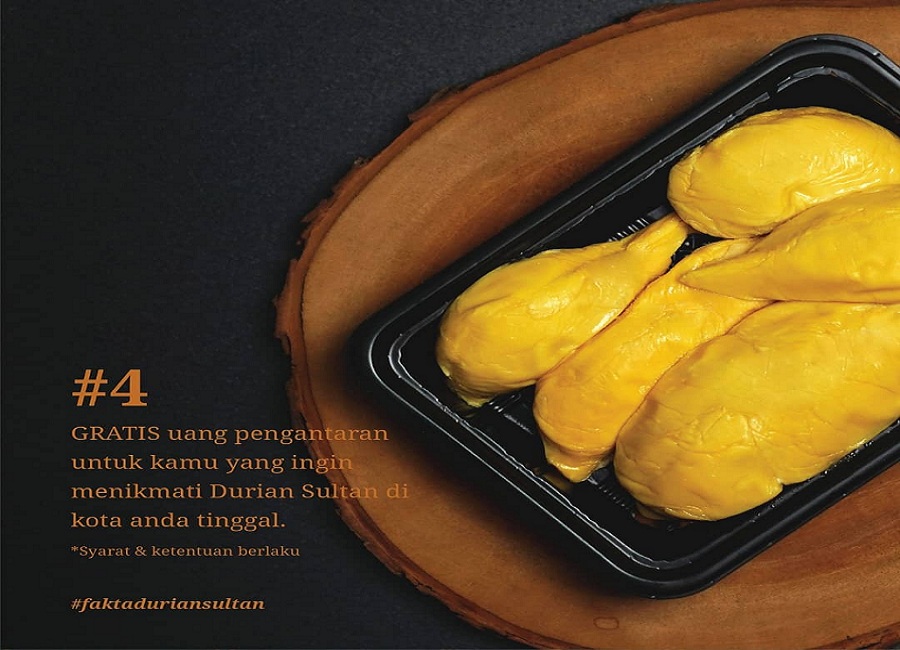 #4
GRATIS uang pengantaran
untuk kamu yang ingin
menikmati Durian Sultan di
kota anda tinggal.
*Syarat & ketentuan berlaku
#faktaduriansultan